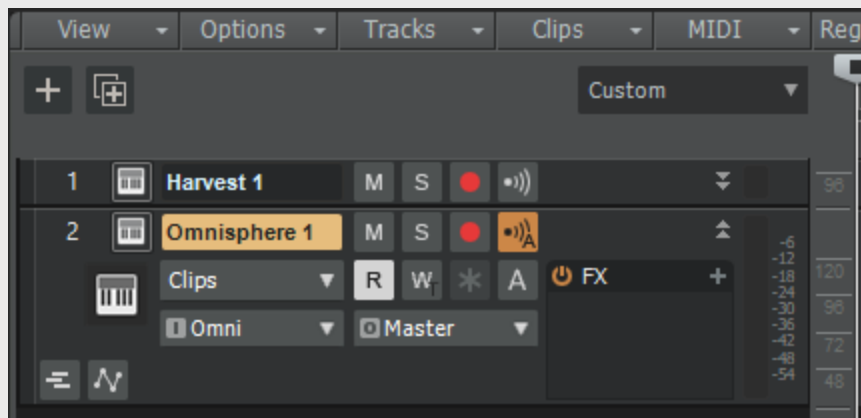 View Options Tracks Clips MIDI Reg
Custom
1 Harvest 1 M S
2 Omnisphere 1 M S A
Clips R W T A FX
I Omni O Master
-6
-12
-18
-24
-30
-36
-42
-48
-54
96
120
96
72
48